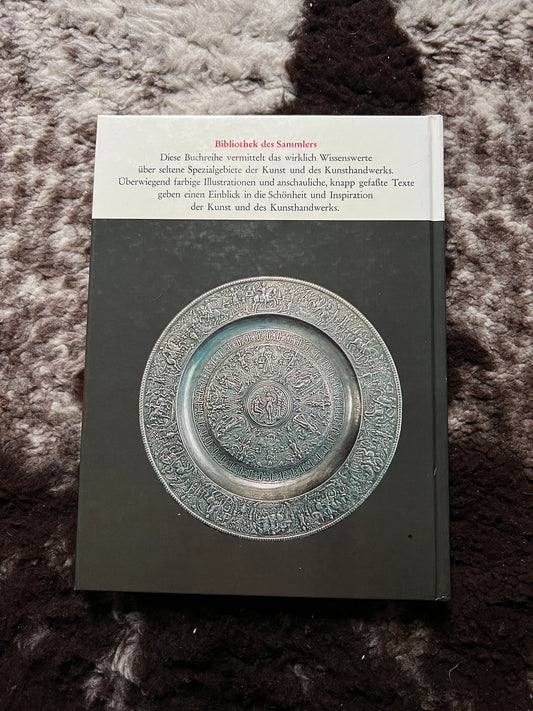 Bibliothek des Sammlers
Diese Buchreihe vermittelt das wirklich Wissenswerte
über seltene Spezialgebiete der Kunst und des Kunsthandwerks.
Überwiegend farbige Illustrationen und anschauliche, knapp gefaßte Texte
geben einen Einblick in die Schönheit und Inspiration
der Kunst und des Kunsthandwerks.